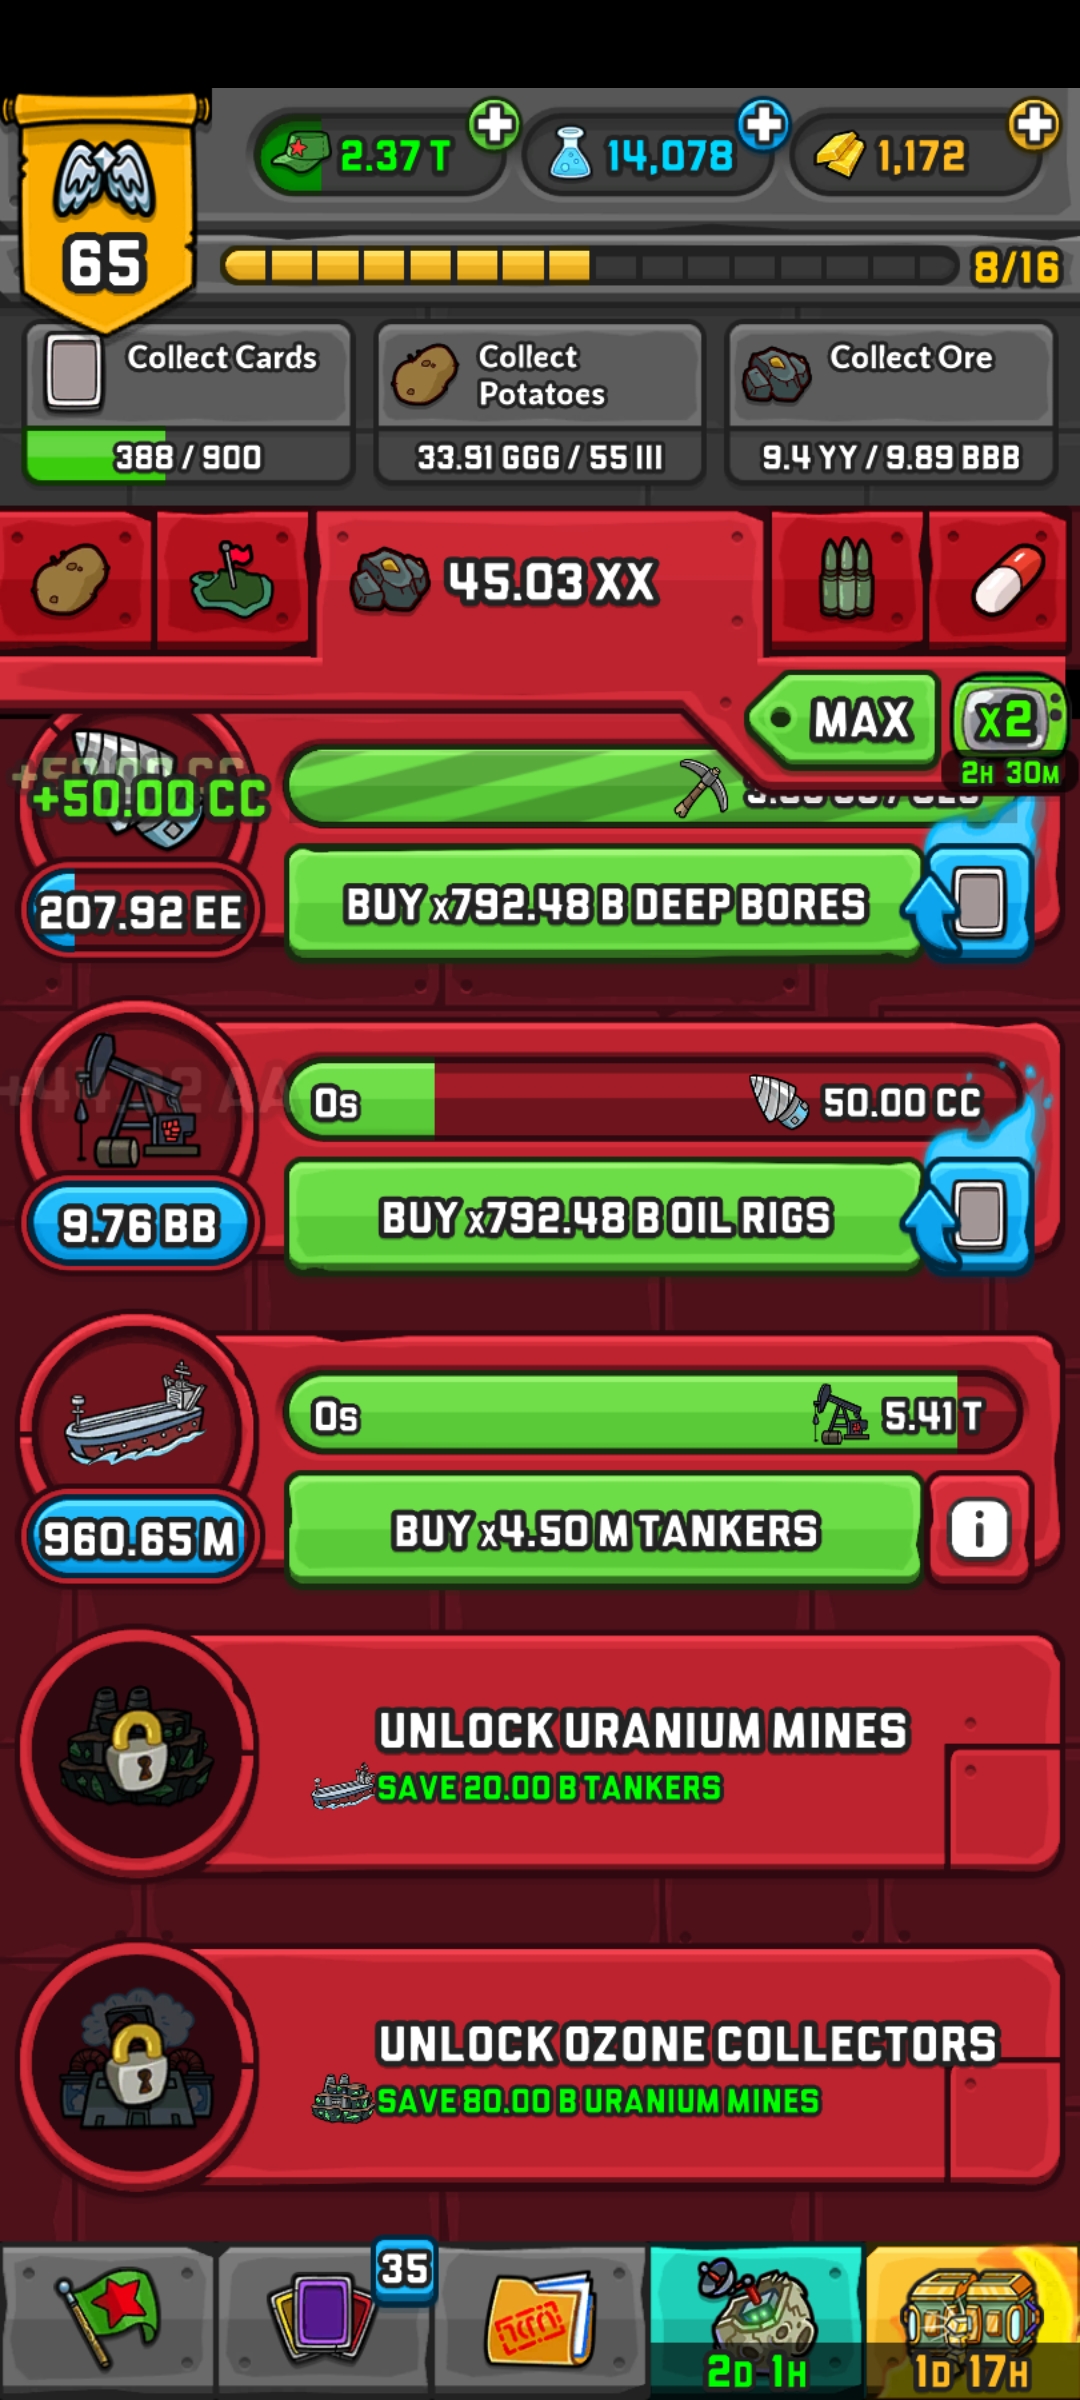 2.37 T
14,078
1,172
65
8/16
Collect Cards
388 / 900
Collect
Potatoes
33.91 GGG / 55 III
Collect Ore
9.4 YY / 9.89 BBB
45.03 XX
MAX
x2
2H 30M
+50.00 CC
207.92 EE
BUY x792.48 B DEEP BORES
0s
50.00 CC
9.76 BB
BUY x792.48 B OIL RIGS
0s
5.41 T
960.65 M
BUY x4.50 M TANKERS
i
UNLOCK URANIUM MINES
SAVE 20.00 B TANKERS
UNLOCK OZONE COLLECTORS
SAVE 80.00 B URANIUM MINES
35
2D 1H
1D 17H